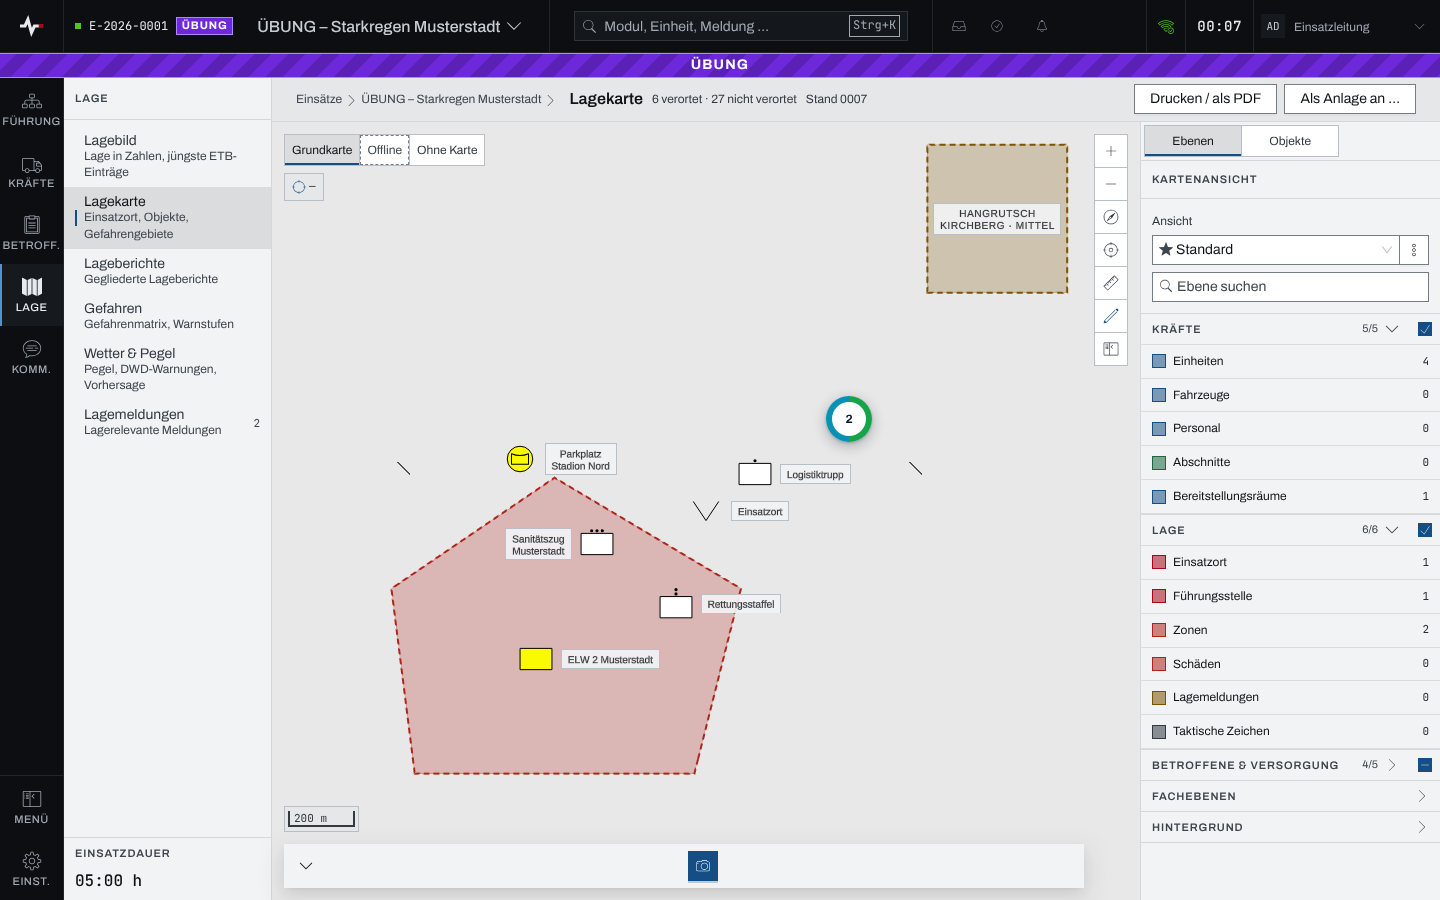 E-2026-0001 ÜBUNG ÜBUNG – Starkregen Musterstadt
Modul, Einheit, Meldung ... Strg+K
00:07 AD Einsatzleitung
ÜBUNG
FÜHRUNG
KRÄFTE
BETROFF.
LAGE
KOMM.
MENÜ
EINST.
LAGE
Lagebild
Lage in Zahlen, jüngste ETB-
Einträge
Lagekarte
Einsatzort, Objekte,
Gefahrengebiete
Lageberichte
Gegliederte Lageberichte
Gefahren
Gefahrenmatrix, Warnstufen
Wetter & Pegel
Pegel, DWD-Warnungen,
Vorhersage
Lagemeldungen
Lagerelevante Meldungen 2
EINSATZDAUER
05:00 h
Einsätze ÜBUNG – Starkregen Musterstadt Lagekarte 6 verortet · 27 nicht verortet Stand 0007
Drucken / als PDF Als Anlage an ...
Grundkarte Offline Ohne Karte
–
HANGRUTSCH
KIRCHBERG · MITTEL
2
Parkplatz
Stadion Nord
Logistiktrupp
Einsatzort
Sanitätszug
Musterstadt
Rettungsstaffel
ELW 2 Musterstadt
200 m
Ebenen Objekte
KARTENANSICHT
Ansicht
Standard
Ebene suchen
KRÄFTE 5/5
Einheiten 4
Fahrzeuge 0
Personal 0
Abschnitte 0
Bereitstellungsräume 1
LAGE 6/6
Einsatzort 1
Führungsstelle 1
Zonen 2
Schäden 0
Lagemeldungen 0
Taktische Zeichen 0
BETROFFENE & VERSORGUNG 4/5
FACHEBENEN
HINTERGRUND